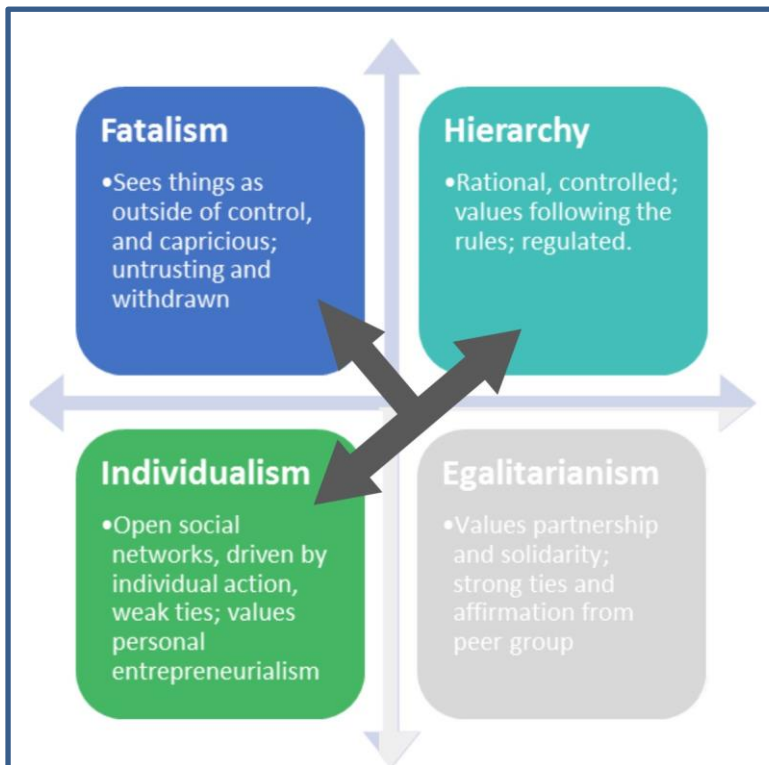 Fatalism
•Sees things as
outside of control,
and capricious;
untrusting and
withdrawn
Hierarchy
•Rational, controlled;
values following the
rules; regulated.
Individualism
•Open social
networks, driven by
individual action,
weak ties; values
personal
entrepreneurialism
Egalitarianism
•Values partnership
and solidarity;
strong ties and
affirmation from
peer group